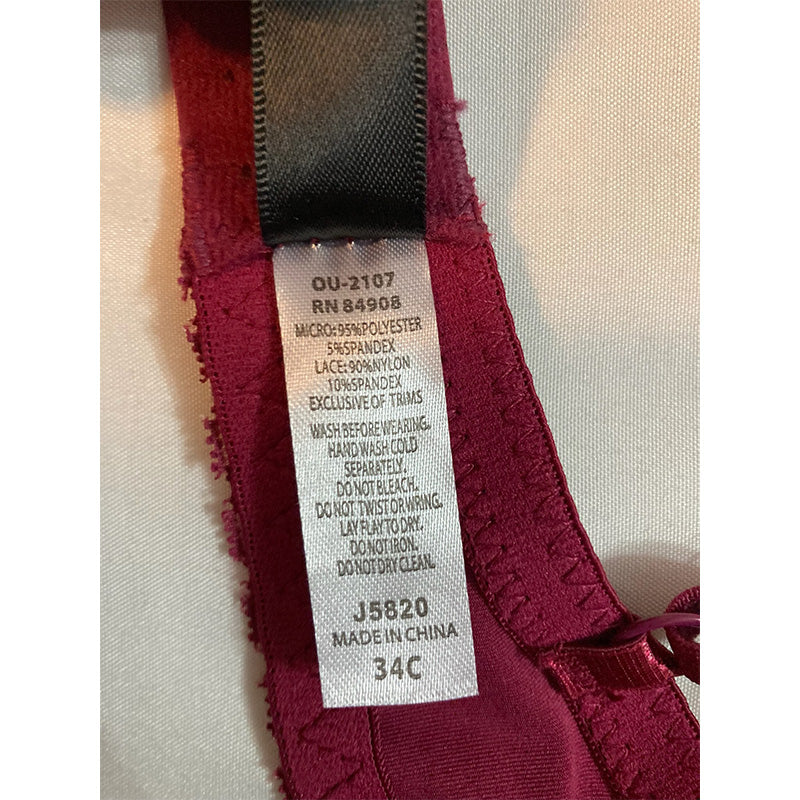 OU-2107
RN 84908
MICRO:95%POLYESTER
5%SPANDEX
LACE:90%NYLON
10%SPANDEX
EXCLUSIVE OF TRIMS
WASH BEFORE WEARING.
HAND WASH COLD
SEPARATELY.
DO NOT BLEACH.
DO NOT TWIST OR WRING.
LAY FLAY TO DRY.
DO NOT IRON.
DO NOT DRY CLEAN.
J5820
MADE IN CHINA
34C